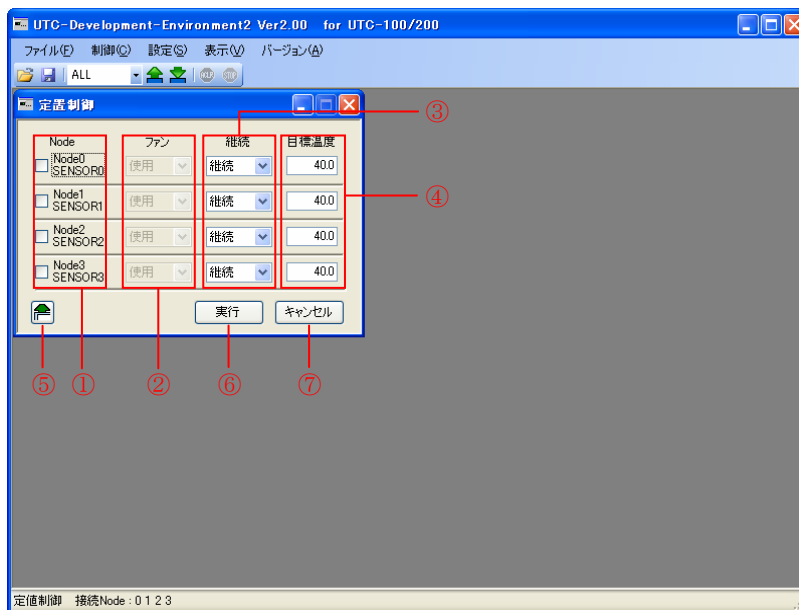 UTC-Development-Environment2 Ver2.00 for UTC-100/200
ファイル(F) 制御(C) 設定(S) 表示(V) バージョン(A)
ALL
定置制御
③
Node ファン 継続 目標温度
Node0
SENSOR0 使用 継続 40.0
Node1
SENSOR1 使用 継続 40.0
④
Node2
SENSOR2 使用 継続 40.0
Node3
SENSOR3 使用 継続 40.0
実行 キャンセル
⑤ ① ② ⑥ ⑦
定値制御 接続Node : 0 1 2 3